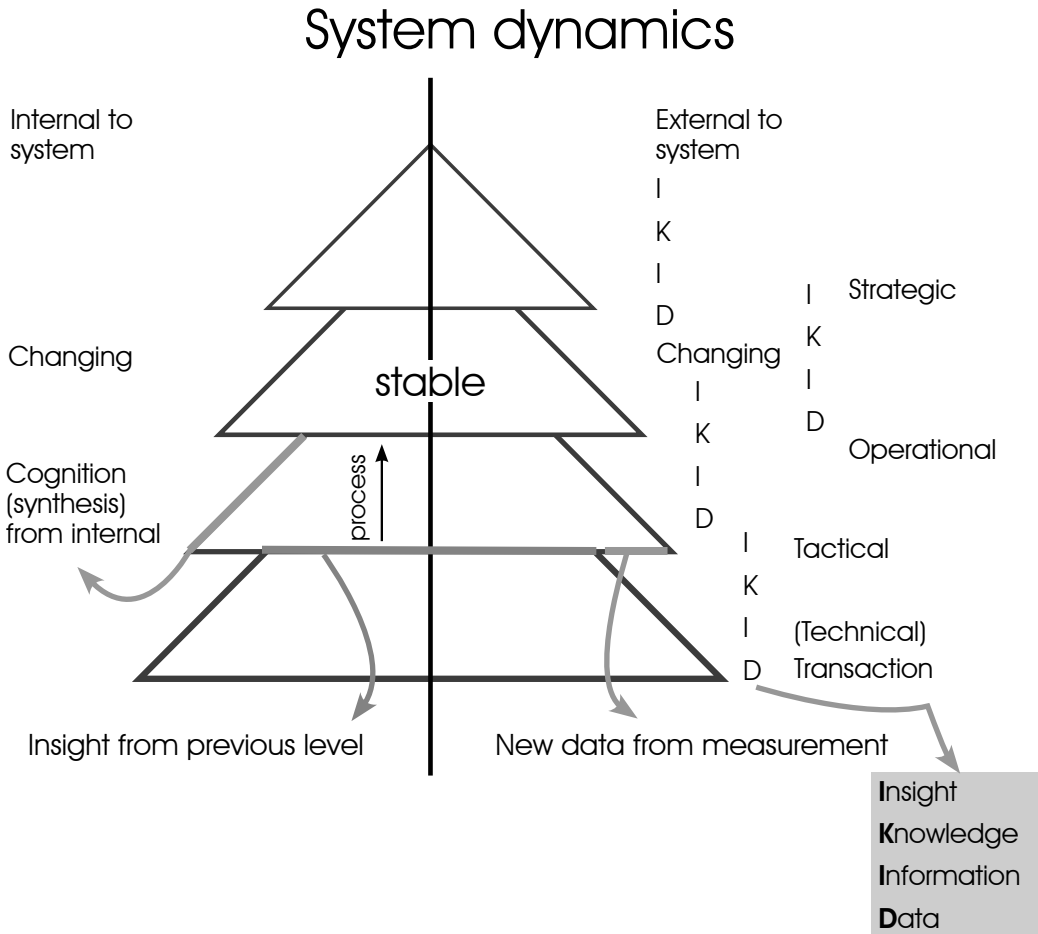 System dynamics
Internal to
system
External to
system
I
K
I
D
I
Strategic
K
I
D
Changing
Changing
stable
I
K
I
D
Operational
Cognition
(synthesis)
from internal
process
I
Tactical
K
I
(Technical)
D
Transaction
Insight from previous level
New data from measurement
Insight
Knowledge
Information
Data